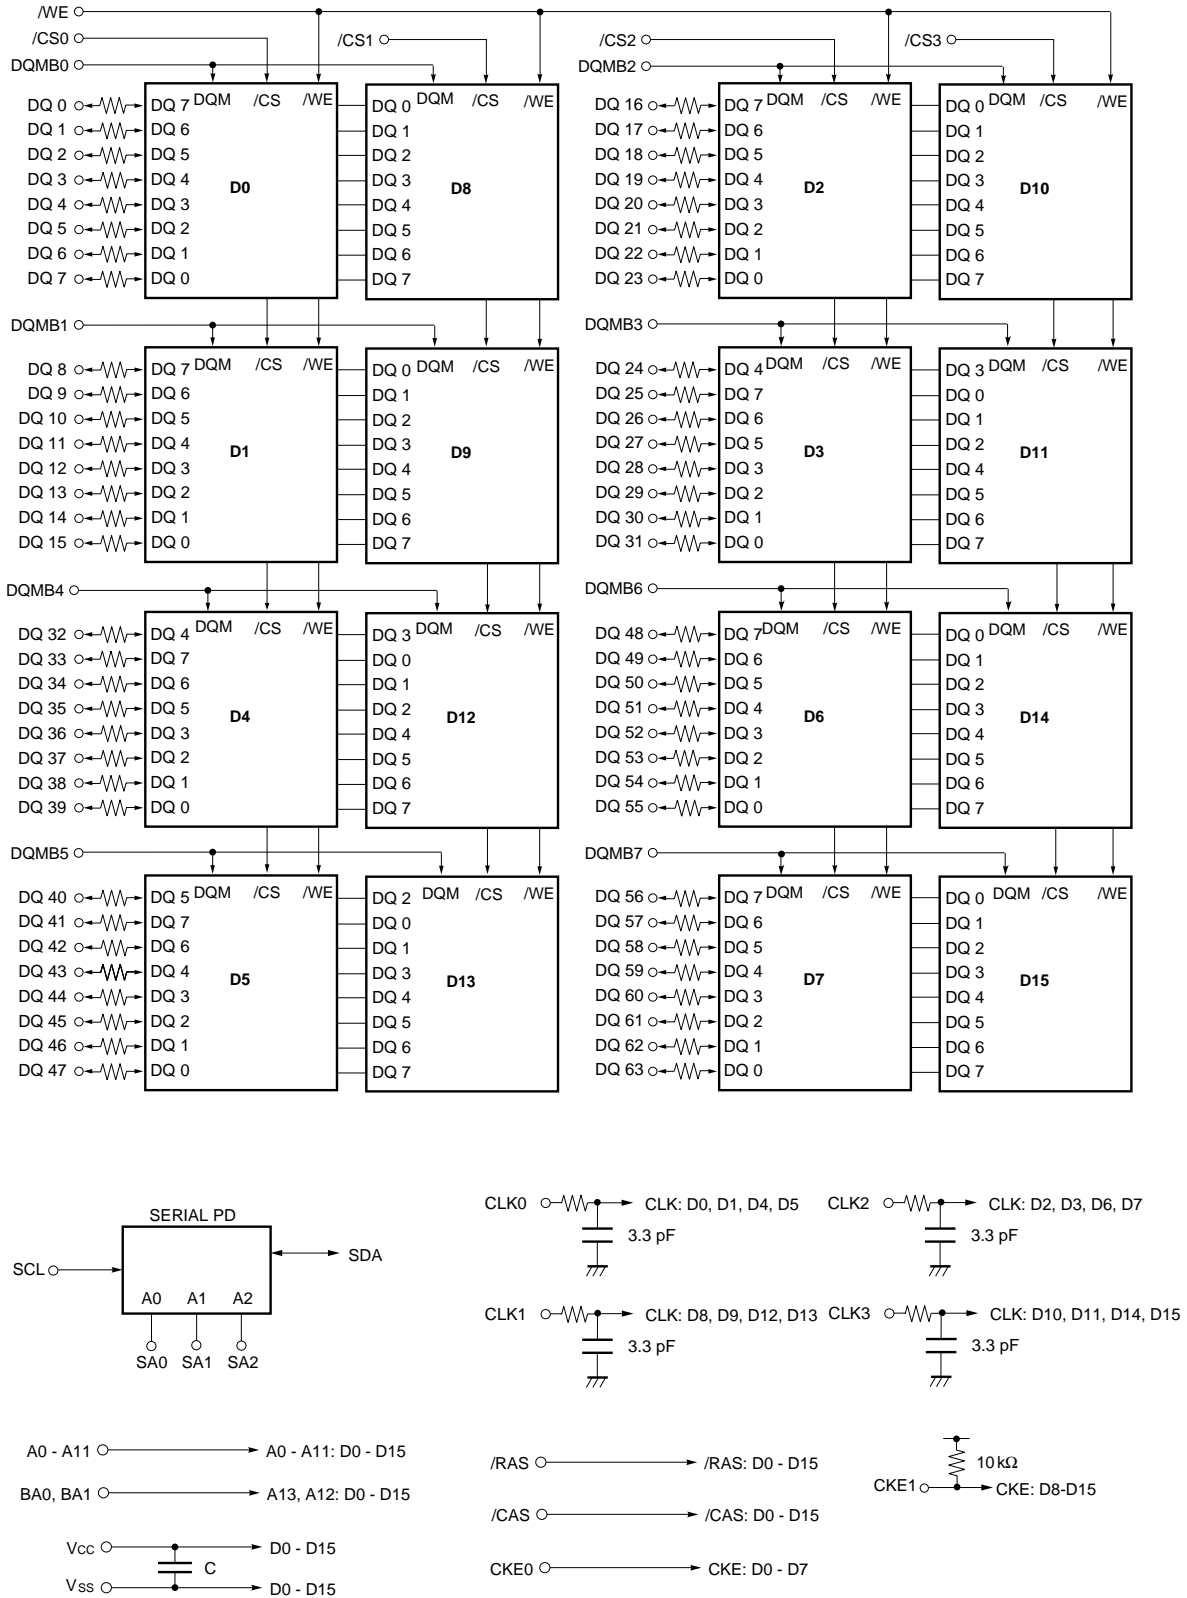 /WE
/CS0 /CS1 /CS2 /CS3
DQMB0 DQMB2
DQM /CS /WE DQM /CS /WE DQM /CS /WE DQM /CS /WE
DQ 0 DQ 7 DQ 0 DQ 16 DQ 7 DQ 0
DQ 1 DQ 6 DQ 1 DQ 17 DQ 6 DQ 1
DQ 2 DQ 5 DQ 2 DQ 18 DQ 5 DQ 2
DQ 3 DQ 4 DQ 3 DQ 19 DQ 4 DQ 3
D0 D8 D2 D10
DQ 4 DQ 3 DQ 4 DQ 20 DQ 3 DQ 4
DQ 5 DQ 2 DQ 5 DQ 21 DQ 2 DQ 5
DQ 6 DQ 1 DQ 6 DQ 22 DQ 1 DQ 6
DQ 7 DQ 0 DQ 7 DQ 23 DQ 0 DQ 7
DQMB1 DQMB3
DQM /CS /WE DQM /CS /WE DQM /CS /WE DQM /CS /WE
DQ 8 DQ 7 DQ 0 DQ 24 DQ 4 DQ 3
DQ 9 DQ 6 DQ 1 DQ 25 DQ 7 DQ 0
DQ 10 DQ 5 DQ 2 DQ 26 DQ 6 DQ 1
DQ 11 DQ 4 DQ 3 DQ 27 DQ 5 DQ 2
D1 D9 D3 D11
DQ 12 DQ 3 DQ 4 DQ 28 DQ 3 DQ 4
DQ 13 DQ 2 DQ 5 DQ 29 DQ 2 DQ 5
DQ 14 DQ 1 DQ 6 DQ 30 DQ 1 DQ 6
DQ 15 DQ 0 DQ 7 DQ 31 DQ 0 DQ 7
DQMB4 DQMB6
DQM /CS /WE DQM /CS /WE DQM /CS /WE DQM /CS /WE
DQ 32 DQ 4 DQ 3 DQ 48 DQ 7 DQ 0
DQ 33 DQ 7 DQ 0 DQ 49 DQ 6 DQ 1
DQ 34 DQ 6 DQ 1 DQ 50 DQ 5 DQ 2
DQ 35 DQ 5 DQ 2 DQ 51 DQ 4 DQ 3
D4 D12 D6 D14
DQ 36 DQ 3 DQ 4 DQ 52 DQ 3 DQ 4
DQ 37 DQ 2 DQ 5 DQ 53 DQ 2 DQ 5
DQ 38 DQ 1 DQ 6 DQ 54 DQ 1 DQ 6
DQ 39 DQ 0 DQ 7 DQ 55 DQ 0 DQ 7
DQMB5 DQMB7
DQM /CS /WE DQM /CS /WE DQM /CS /WE DQM /CS /WE
DQ 40 DQ 5 DQ 2 DQ 56 DQ 7 DQ 0
DQ 41 DQ 7 DQ 0 DQ 57 DQ 6 DQ 1
DQ 42 DQ 6 DQ 1 DQ 58 DQ 5 DQ 2
DQ 43 DQ 4 DQ 3 DQ 59 DQ 4 DQ 3
D5 D13 D7 D15
DQ 44 DQ 3 DQ 4 DQ 60 DQ 3 DQ 4
DQ 45 DQ 2 DQ 5 DQ 61 DQ 2 DQ 5
DQ 46 DQ 1 DQ 6 DQ 62 DQ 1 DQ 6
DQ 47 DQ 0 DQ 7 DQ 63 DQ 0 DQ 7
SERIAL PD
SCL SDA
A0 A1 A2
SA0 SA1 SA2
CLK0 CLK: D0, D1, D4, D5
3.3 pF
CLK2 CLK: D2, D3, D6, D7
3.3 pF
CLK1 CLK: D8, D9, D12, D13
3.3 pF
CLK3 CLK: D10, D11, D14, D15
3.3 pF
A0 - A11 A0 - A11: D0 - D15
BA0, BA1 A13, A12: D0 - D15
VCC D0 - D15
C
VSS D0 - D15
/RAS /RAS: D0 - D15
/CAS /CAS: D0 - D15
CKE0 CKE: D0 - D7
10 kΩ
CKE1 CKE: D8-D15